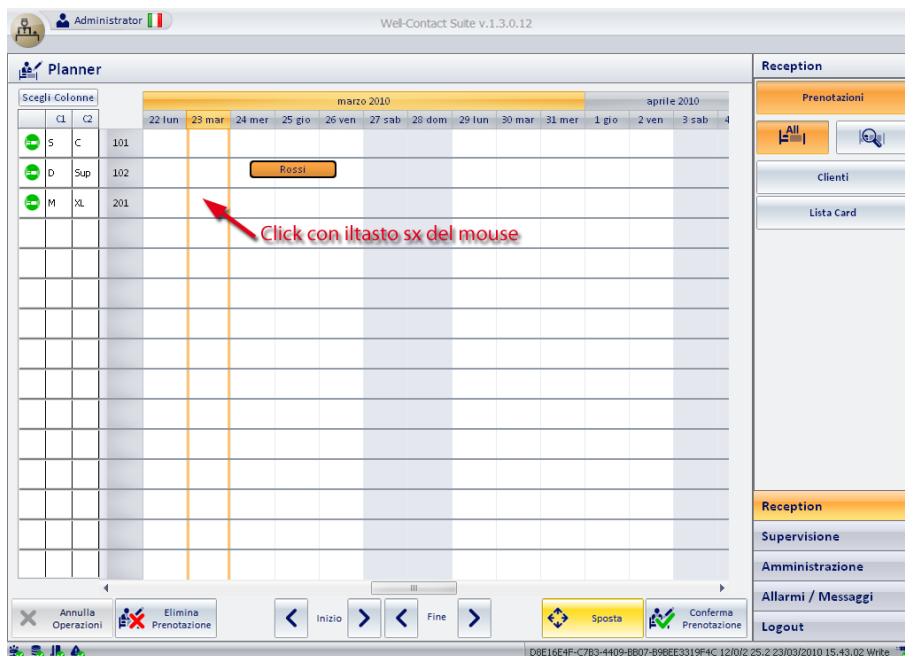 Administrator
Well-Contact Suite v.1.3.0.12
Planner
Reception
Scegli Colonne
marzo 2010
aprile 2010
Prenotazioni
C1 C2
22 lun 23 mar 24 mer 25 gio 26 ven 27 sab 28 dom 29 lun 30 mar 31 mer 1 gio 2 ven 3 sab 4
All
S C 101
D Sup 102
Rossi
Clienti
M XL 201
Lista Card
Click con iltasto sx del mouse
Reception
Supervisione
Amministrazione
Allarmi / Messaggi
Logout
Annulla
Operazioni
Elimina
Prenotazione
Inizio
Fine
Sposta
Conferma
Prenotazione
D8E16E4F-C7B3-4409-BB07-B9BEE3319F4C 12/0/2 25.2 23/03/2010 15.43.02 Write